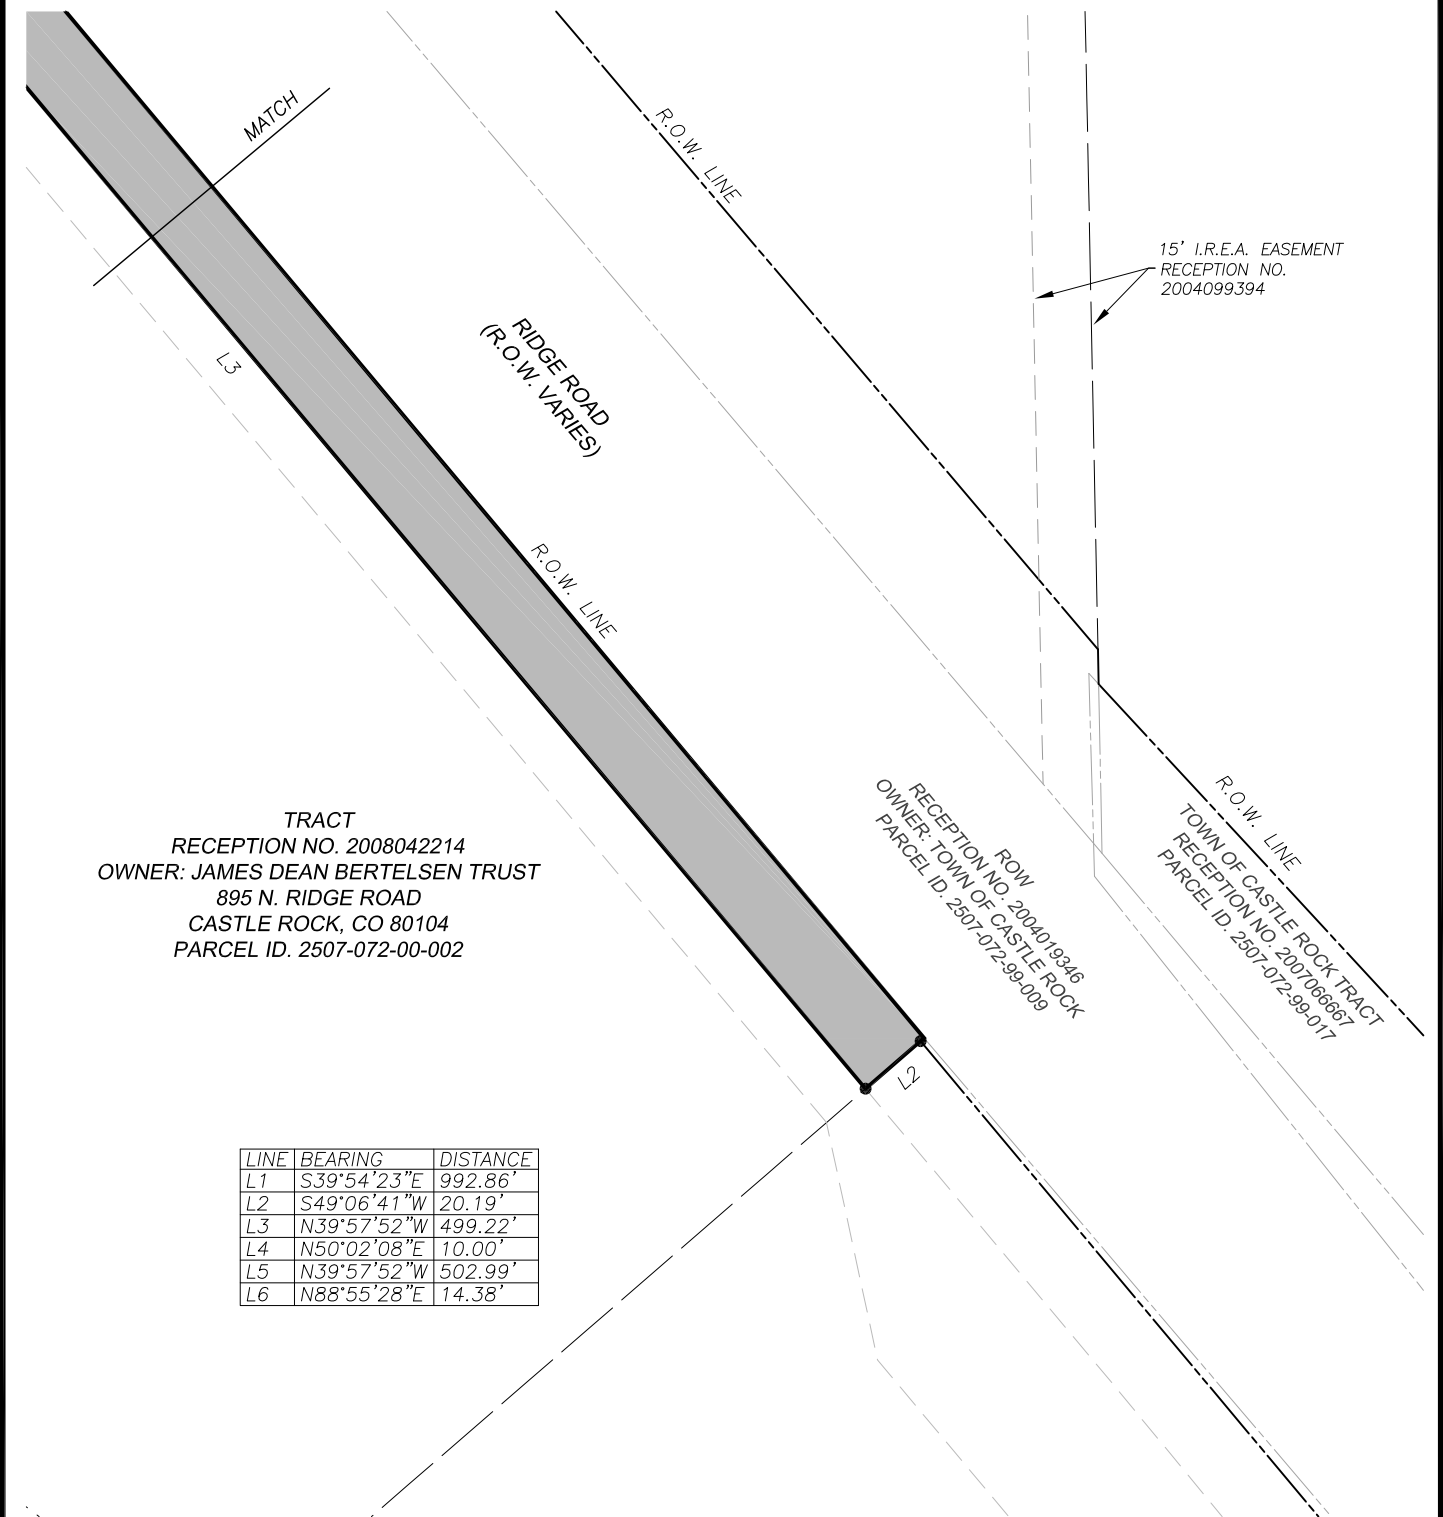 MATCH
R.O.W. LINE
15' I.R.E.A. EASEMENT
RECEPTION NO.
2004099394
RIDGE ROAD
(R.O.W. VARIES)
L3
R.O.W. LINE
R.O.W. LINE
TRACT
RECEPTION NO. 2008042214
OWNER: JAMES DEAN BERTELSEN TRUST
895 N. RIDGE ROAD
CASTLE ROCK, CO 80104
PARCEL ID. 2507-072-00-002
ROW
RECEPTION NO. 2004019346
OWNER: TOWN OF CASTLE ROCK
PARCEL ID. 2507-072-99-009
TOWN OF CASTLE ROCK TRACT
RECEPTION NO. 2007066667
PARCEL ID. 2507-072-99-017
L2
LINE BEARING DISTANCE
L1 S39°54'23"E 992.86'
L2 S49°06'41"W 20.19'
L3 N39°57'52"W 499.22'
L4 N50°02'08"E 10.00'
L5 N39°57'52"W 502.99'
L6 N88°55'28"E 14.38'